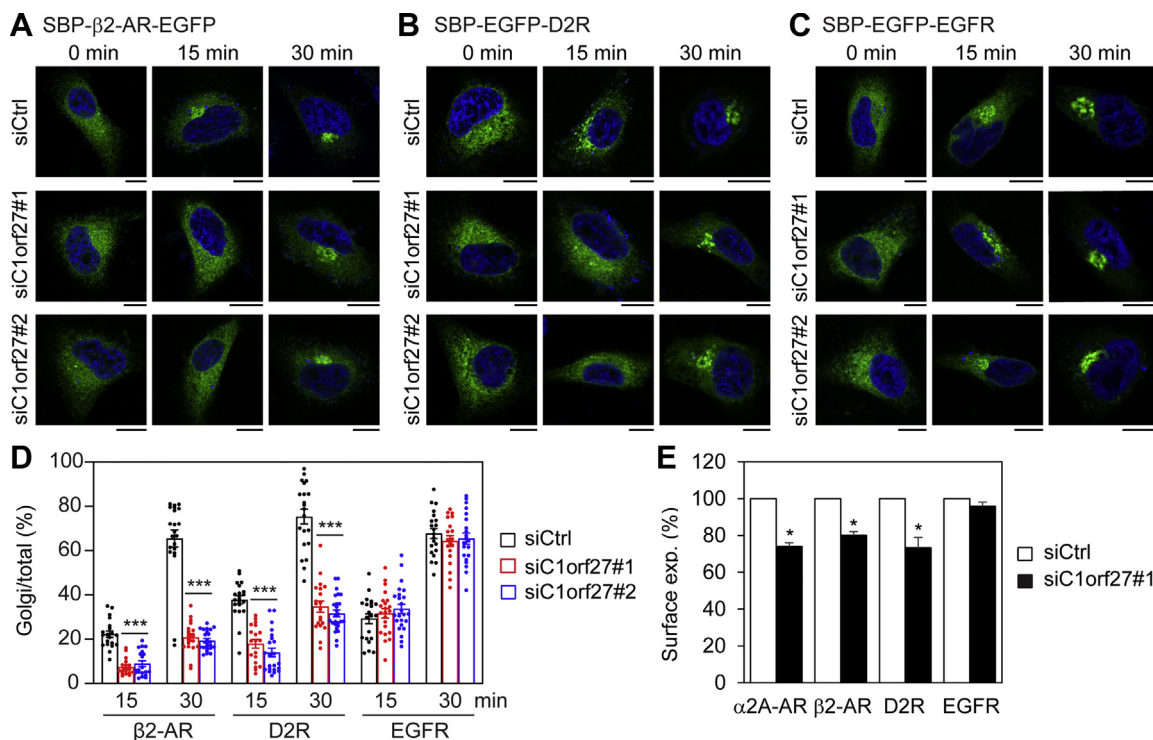 A SBP-β2-AR-EGFP
0 min 15 min 30 min
siCtrl
siC1orf27#1
siC1orf27#2
B SBP-EGFP-D2R
0 min 15 min 30 min
siCtrl
siC1orf27#1
siC1orf27#2
C SBP-EGFP-EGFR
0 min 15 min 30 min
siCtrl
siC1orf27#1
siC1orf27#2
D
Golgi/total (%)
100
80
60
40
20
0
*** *** *** ***
15 30 15 30 15 30 min
β2-AR D2R EGFR
siCtrl
siC1orf27#1
siC1orf27#2
E
Surface exp. (%)
120
100
80
60
40
20
0
* * *
α2A-AR β2-AR D2R EGFR
siCtrl
siC1orf27#1